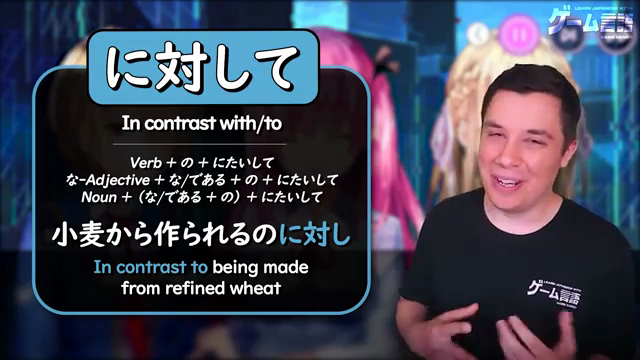 に対して
In contrast with/to
Verb + の + にたいして
な-Adjective + な/である + の + にたいして
Noun + (な/である + の) + にたいして
小麦から作られるのに対し
In contrast to being made
from refined wheat
LEARN JAPANESE WITH
ゲーム言語
ゲーム言語